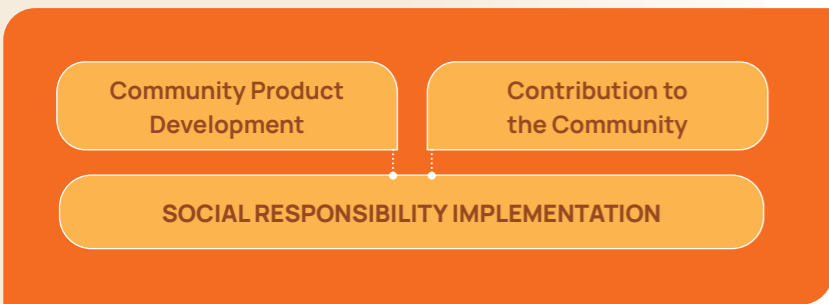 Community Product
Development
Contribution to
the Community
SOCIAL RESPONSIBILITY IMPLEMENTATION